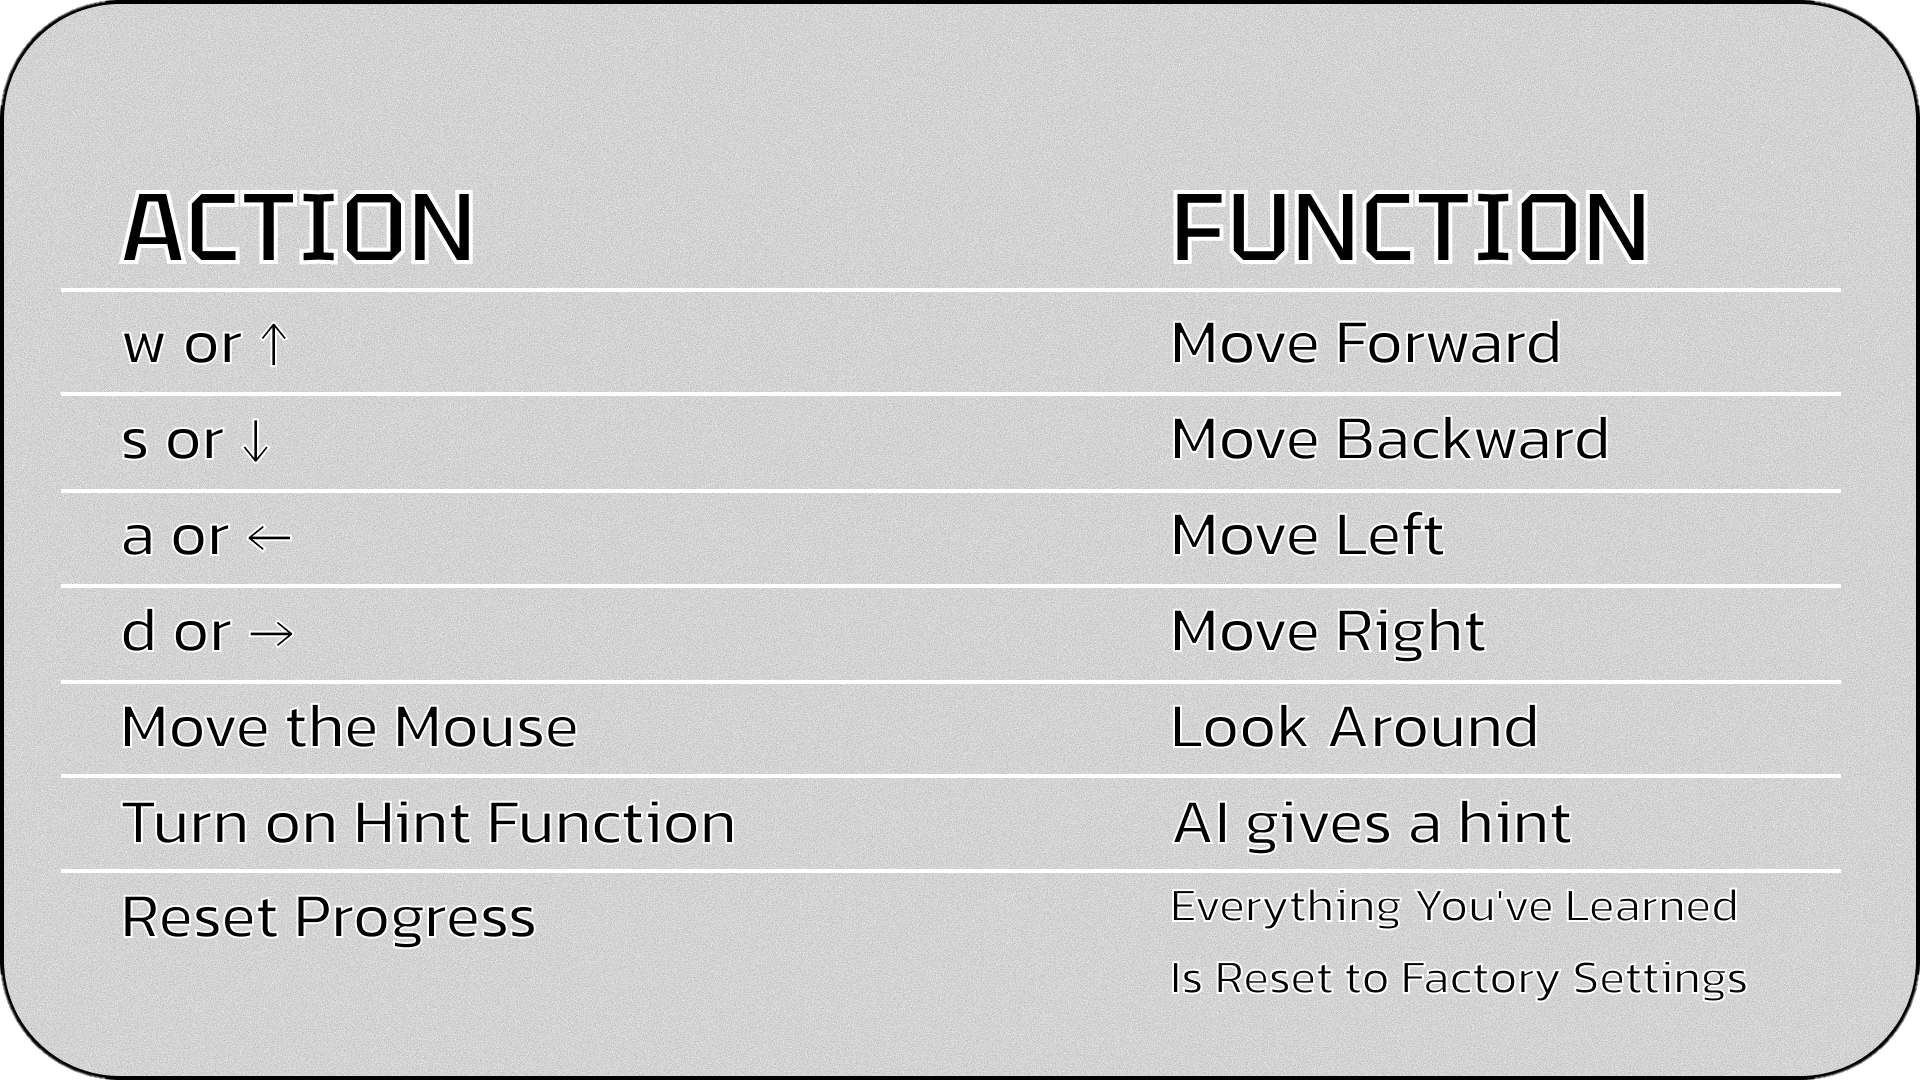 ACTION FUNCTION
w or ↑ Move Forward
s or ↓ Move Backward
a or ← Move Left
d or → Move Right
Move the Mouse Look Around
Turn on Hint Function AI gives a hint
Reset Progress Everything You've Learned
Is Reset to Factory Settings